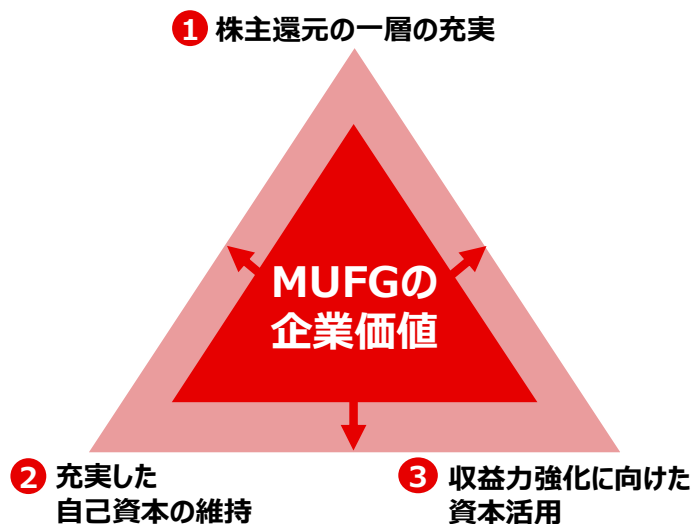 1 株主還元の一層の充実
MUFGの
企業価値
2 充実した
自己資本の維持
3 収益力強化に向けた
資本活用